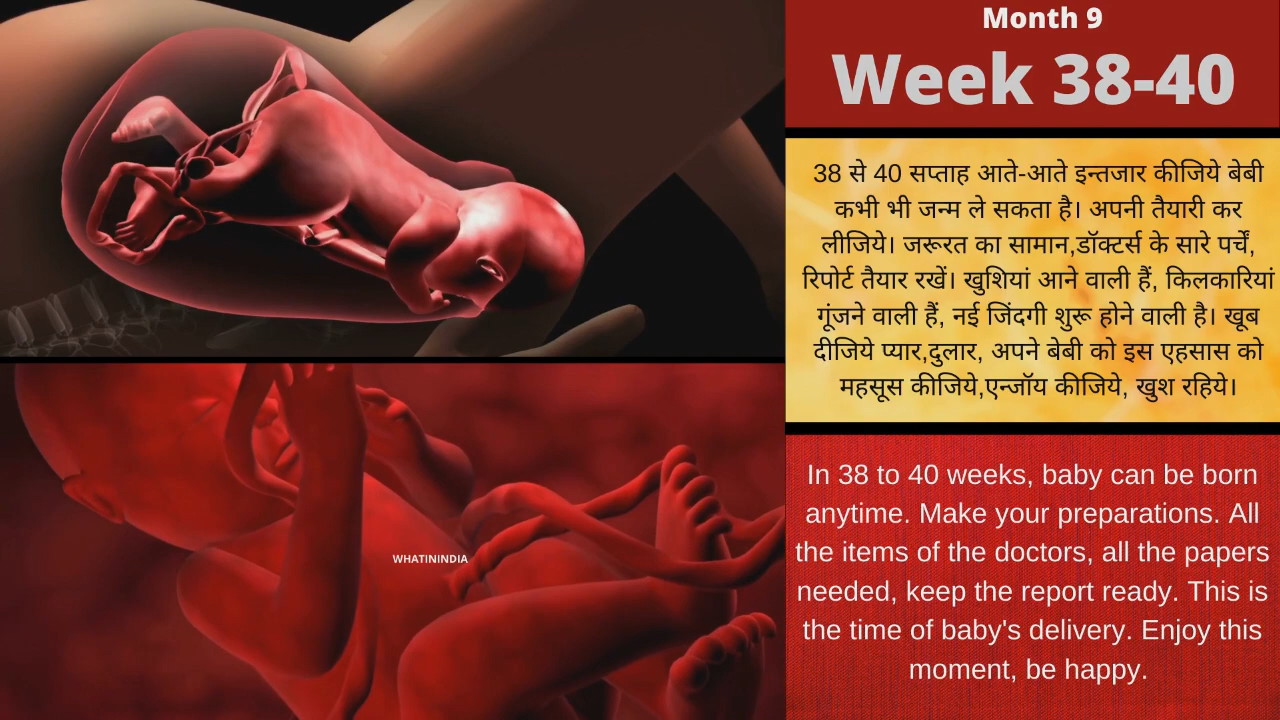 Month 9
Week 38-40
38 से 40 सप्ताह आते-आते इन्तजार कीजिये बेबी
कभी भी जन्म ले सकता है। अपनी तैयारी कर
लीजिये। जरूरत का सामान,डॉक्टर्स के सारे पर्चें,
रिपोर्ट तैयार रखें। खुशियां आने वाली हैं, किलकारियां
गूंजने वाली हैं, नई जिंदगी शुरू होने वाली है। खूब
दीजिये प्यार,दुलार, अपने बेबी को इस एहसास को
महसूस कीजिये,एन्जॉय कीजिये, खुश रहिये।
In 38 to 40 weeks, baby can be born
anytime. Make your preparations. All
the items of the doctors, all the papers
needed, keep the report ready. This is
the time of baby's delivery. Enjoy this
moment, be happy.
WHATININDIA